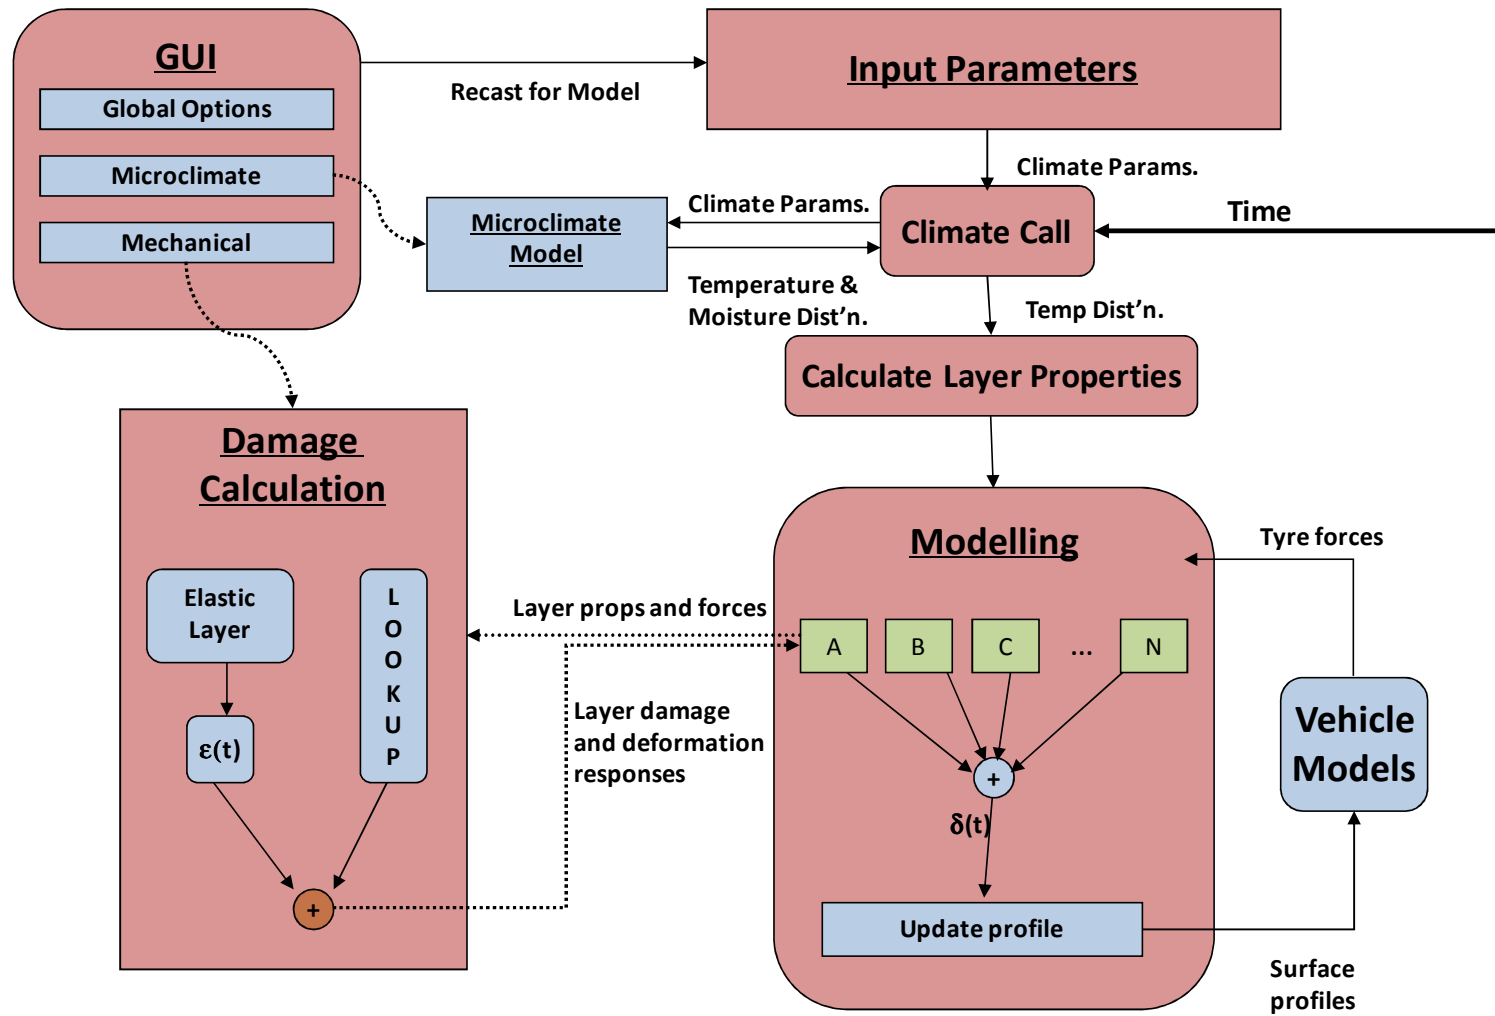 GUI
Global Options
Microclimate
Mechanical
Recast for Model
Input Parameters
Climate Params.
Climate Params.
Microclimate
Model
Climate Call
Time
Temperature &
Moisture Dist’n.
Temp Dist’n.
Calculate Layer Properties
Damage
Calculation
Elastic
Layer
L
O
O
K
U
P
ε(t)
+
Layer props and forces
Layer damage
and deformation
responses
Modelling
A
B
C
...
N
+
δ(t)
Update profile
Tyre forces
Vehicle
Models
Surface
profiles